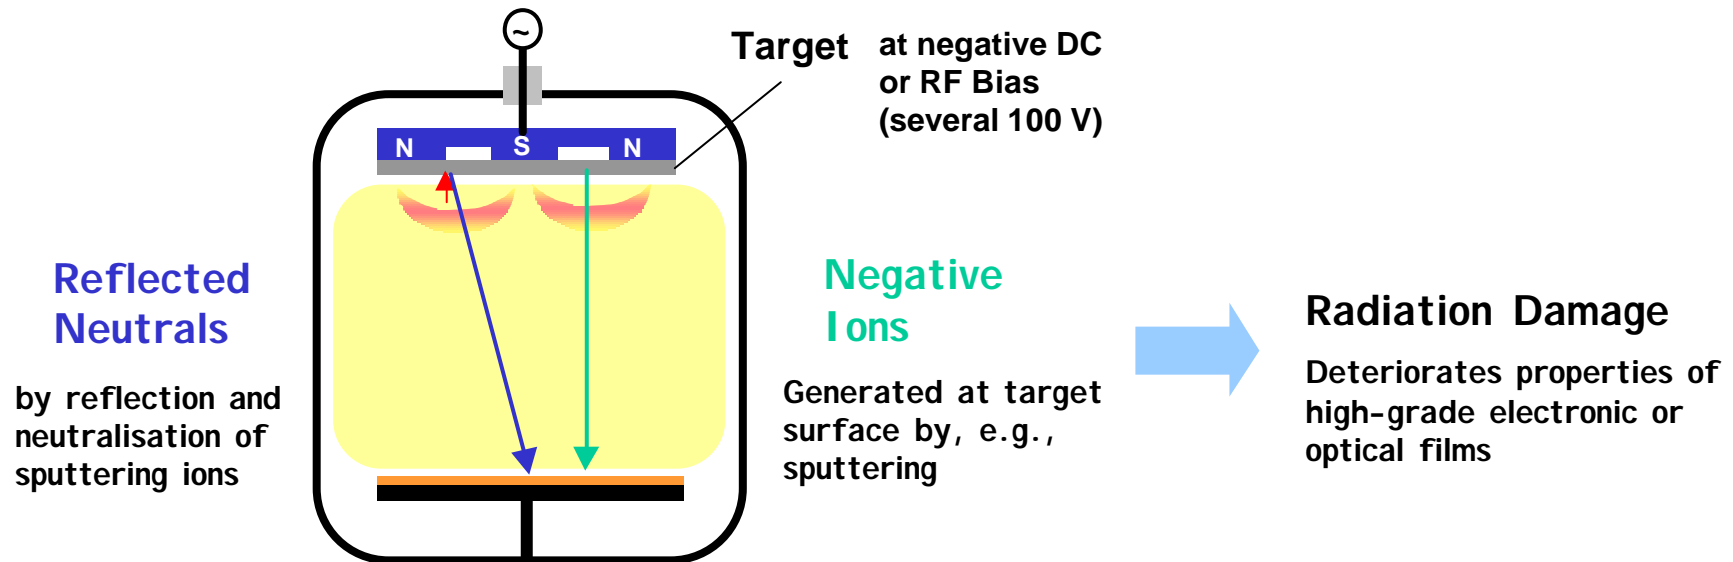 ~
Target
at negative DC
or RF Bias
(several 100 V)
N S N
Reflected
Neutrals
by reflection and
neutralisation of
sputtering ions
Negative
Ions
Generated at target
surface by, e.g.,
sputtering
Radiation Damage
Deteriorates properties of
high-grade electronic or
optical films